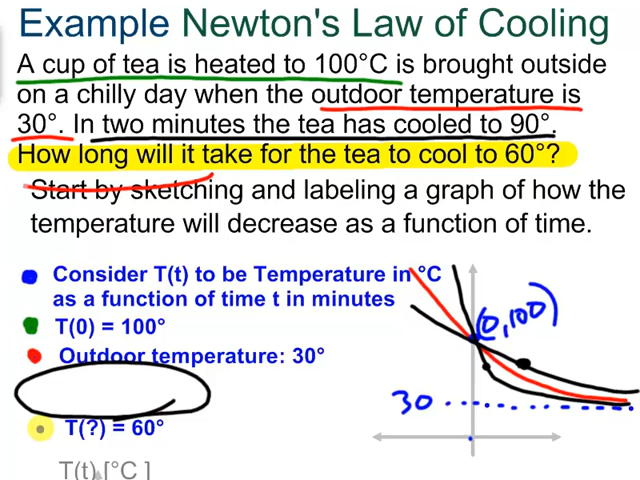 Example Newton's Law of Cooling
A cup of tea is heated to 100°C is brought outside
on a chilly day when the outdoor temperature is
30°. In two minutes the tea has cooled to 90°.
How long will it take for the tea to cool to 60°?
Start by sketching and labeling a graph of how the
temperature will decrease as a function of time.
Consider T(t) to be Temperature in °C
as a function of time t in minutes
T(0) = 100°
Outdoor temperature: 30°
T(?) = 60°
T(t) [°C ]
(0,100)
30